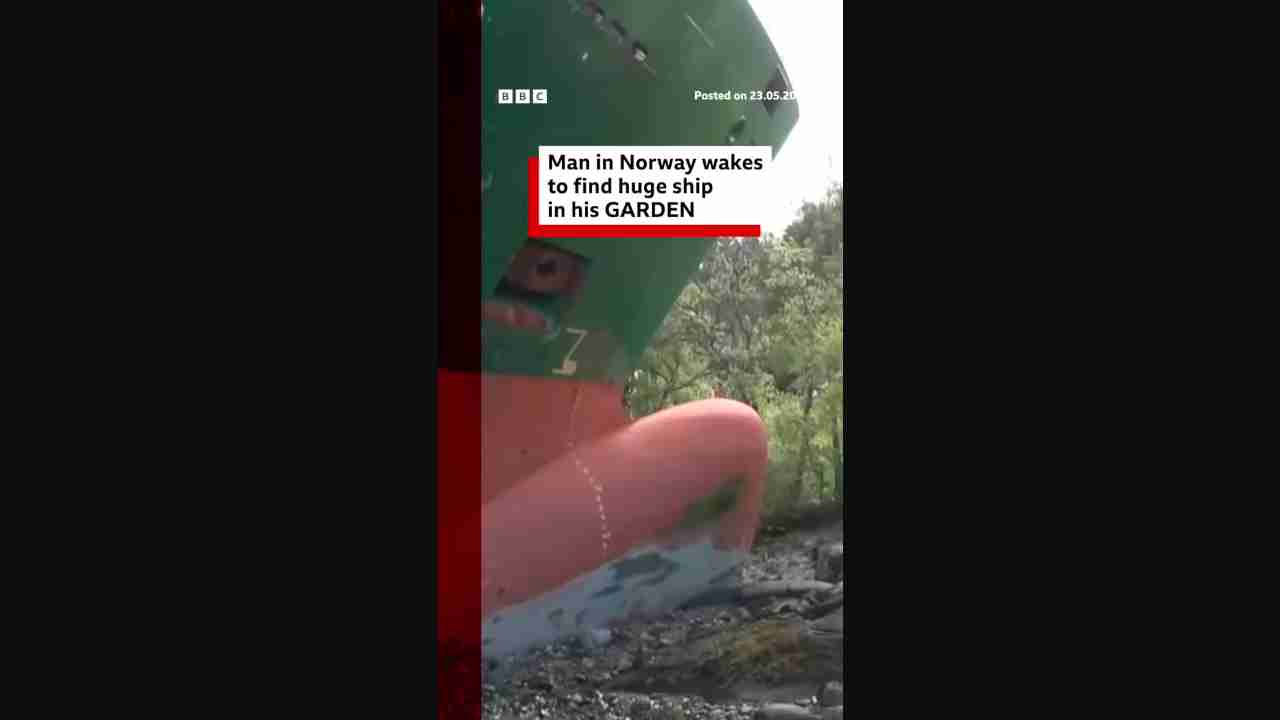 BBC
Posted on 23.05.20
Man in Norway wakes
to find huge ship
in his GARDEN